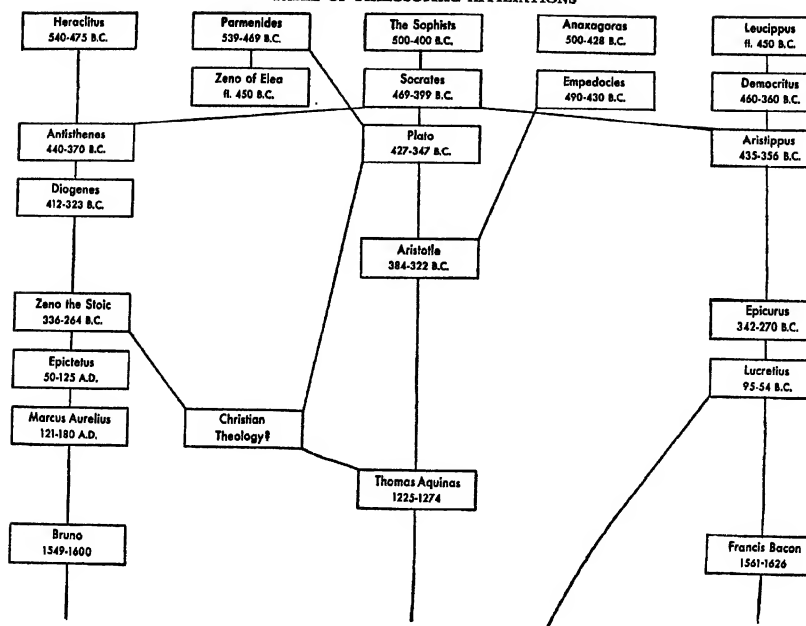 TABLE OF PHILOSOPHIC AFFILIATIONS
Heraclitus
540-475 B.C.
Parmenides
539-469 B.C.
The Sophists
500-400 B.C.
Anaxagoras
500-428 B.C.
Leucippus
fl. 450 B.C.
Zeno of Elea
fl. 450 B.C.
Socrates
469-399 B.C.
Empedocles
490-430 B.C.
Democritus
460-360 B.C.
Antisthenes
440-370 B.C.
Plato
427-347 B.C.
Aristippus
435-356 B.C.
Diogenes
412-323 B.C.
Aristotle
384-322 B.C.
Zeno the Stoic
336-264 B.C.
Epicurus
342-270 B.C.
Epictetus
50-125 A.D.
Lucretius
95-54 B.C.
Marcus Aurelius
121-180 A.D.
Christian
Theology?
Thomas Aquinas
1225-1274
Bruno
1549-1600
Francis Bacon
1561-1626